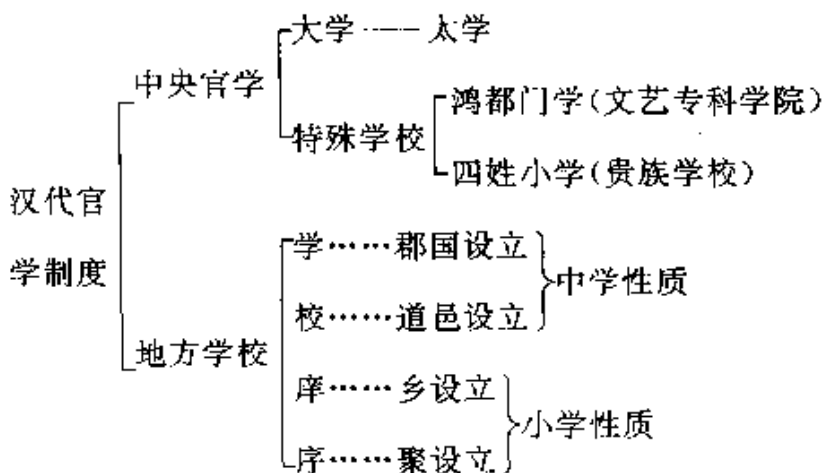 大学——太学
中央官学
鸿都门学(文艺专科学院)
特殊学校
四姓小学(贵族学校)
汉代官
学制度
学……郡国设立
中学性质
校……道邑设立
地方学校
庠……乡设立
小学性质
序……聚设立